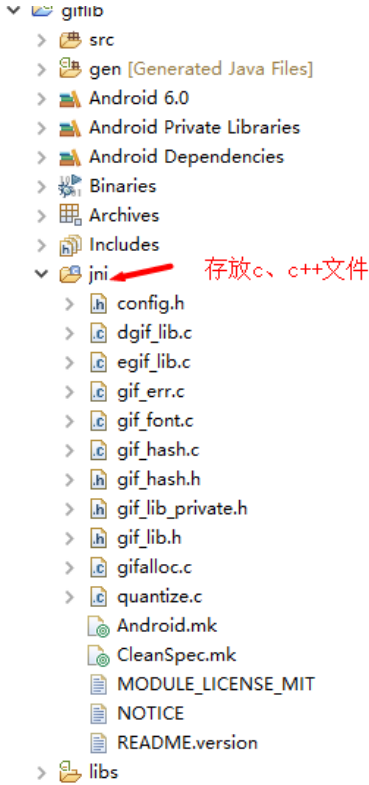 giflib
src
gen [Generated Java Files]
Android 6.0
Android Private Libraries
Android Dependencies
Binaries
Archives
Includes
jni 存放c、c++文件
config.h
dgif_lib.c
egif_lib.c
gif_err.c
gif_font.c
gif_hash.c
gif_hash.h
gif_lib_private.h
gif_lib.h
gifalloc.c
quantize.c
Android.mk
CleanSpec.mk
MODULE_LICENSE_MIT
NOTICE
README.version
libs